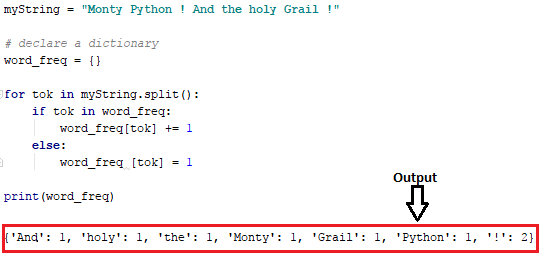 myString = "Monty Python ! And the holy Grail !"
# declare a dictionary
word_freq = {}
for tok in myString.split():
    if tok in word_freq:
        word_freq[tok] += 1
    else:
        word_freq [tok] = 1
print(word_freq)
Output
{'And': 1, 'holy': 1, 'the': 1, 'Monty': 1, 'Grail': 1, 'Python': 1, '!': 2}